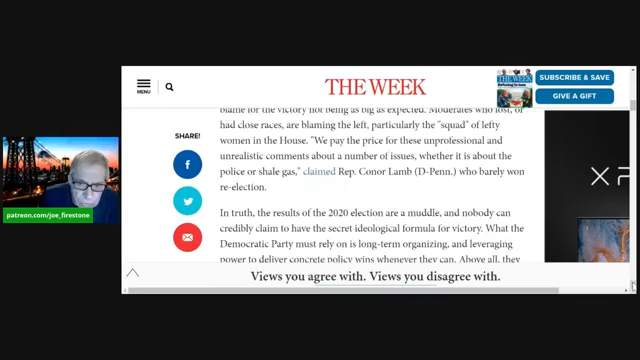 MENU
THE WEEK
THE WEEK
SUBSCRIBE & SAVE
GIVE A GIFT
blame for the victory not being as big as expected. Moderates who lost, or
had close races, are blaming the left, particularly the "squad" of lefty
women in the House. "We pay the price for these unprofessional and
unrealistic comments about a number of issues, whether it is about the
police or shale gas," claimed Rep. Conor Lamb (D-Penn.) who barely won
re-election.
In truth, the results of the 2020 election are a muddle, and nobody can
credibly claim to have the secret ideological formula for victory. What the
Democratic Party must rely on is long-term organizing, and leveraging
power to deliver concrete policy wins whenever they can. Above all, they
SHARE!
f
patreon.com/joe_firestone
XP
Views you agree with. Views you disagree with.